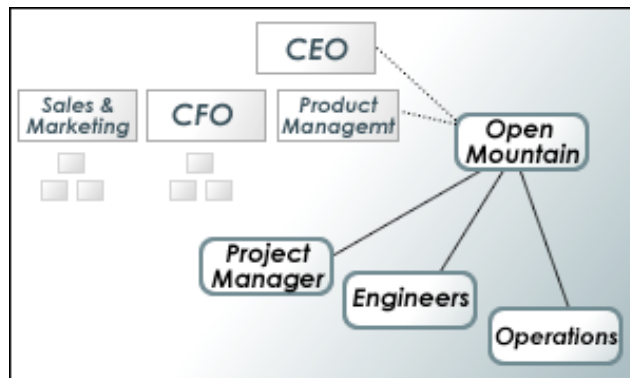 CEO
Sales &
Marketing
CFO
Product
Managemt
Open
Mountain
Project
Manager
Engineers
Operations